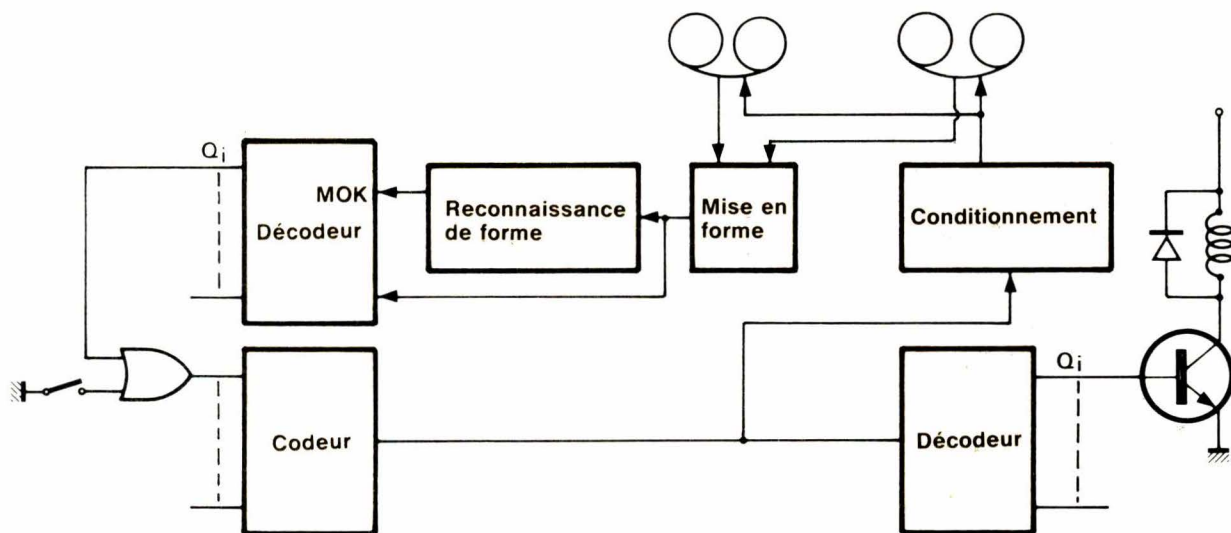 Qi
MOK
Décodeur
Reconnaissance
de forme
Mise en
forme
Conditionnement
Codeur
Décodeur
Qi